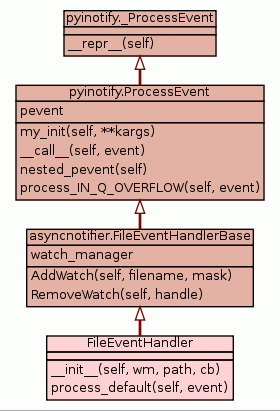 pyinotify._ProcessEvent
__repr__(self)
pyinotify.ProcessEvent
pevent
my_init(self, **kargs)
__call__(self, event)
nested_pevent(self)
process_IN_Q_OVERFLOW(self, event)
asyncnotifier.FileEventHandlerBase
watch_manager
AddWatch(self, filename, mask)
RemoveWatch(self, handle)
FileEventHandler
__init__(self, wm, path, cb)
process_default(self, event)